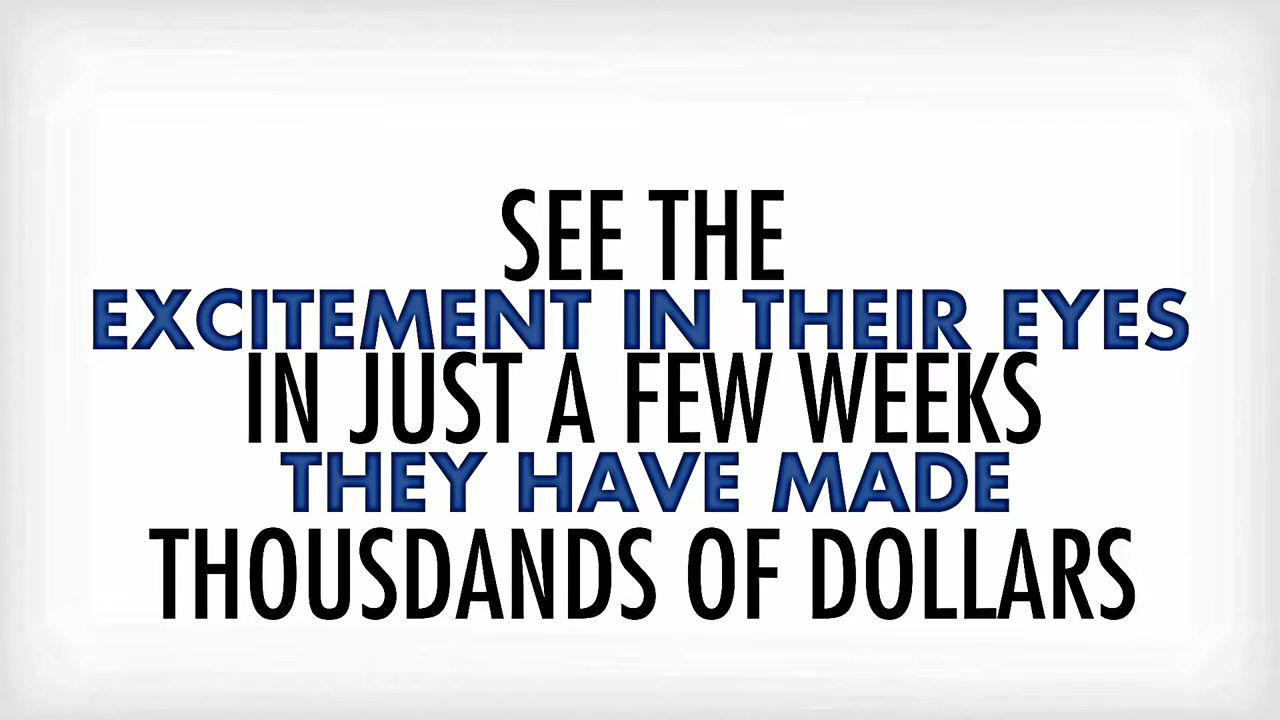 SEE THE
EXCITEMENT IN THEIR EYES
IN JUST A FEW WEEKS
THEY HAVE MADE
THOUSDANDS OF DOLLARS